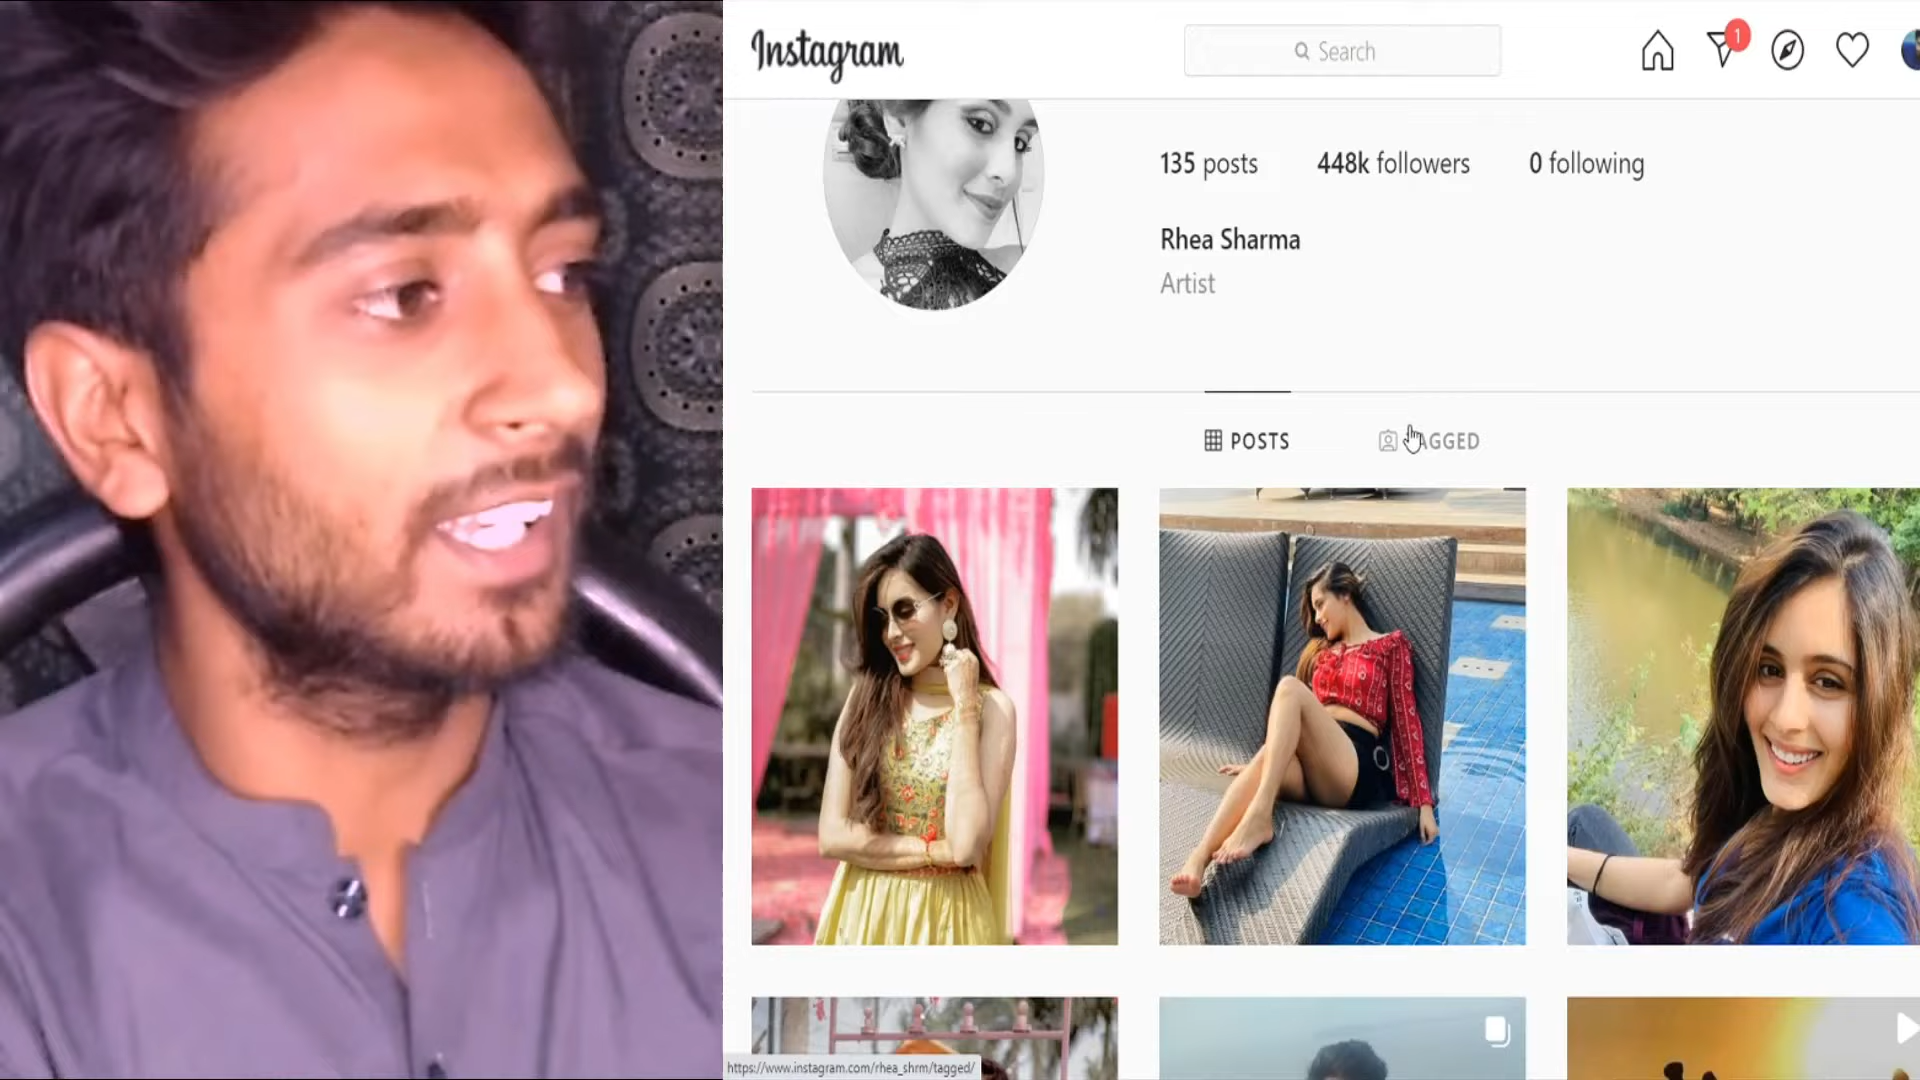 Instagram
Search
1
135 posts 448k followers 0 following
Rhea Sharma
Artist
POSTS AGGED
https://www.instagram.com/rhea_shrm/tagged/